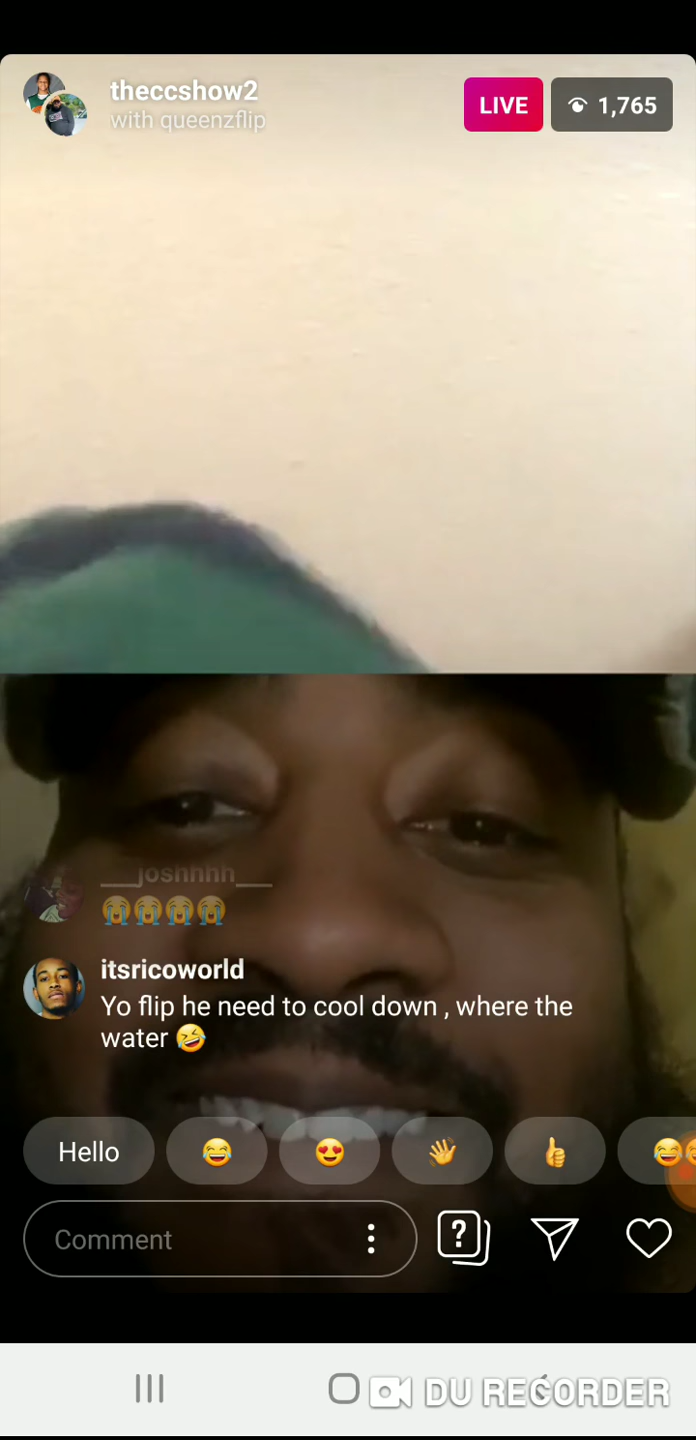 theccshow2
with queenzflip
LIVE
1,765
__joshhhh__
😭😭😭😭
itsricoworld
Yo flip he need to cool down , where the
water 🤣
Hello
Comment
DU RECORDER